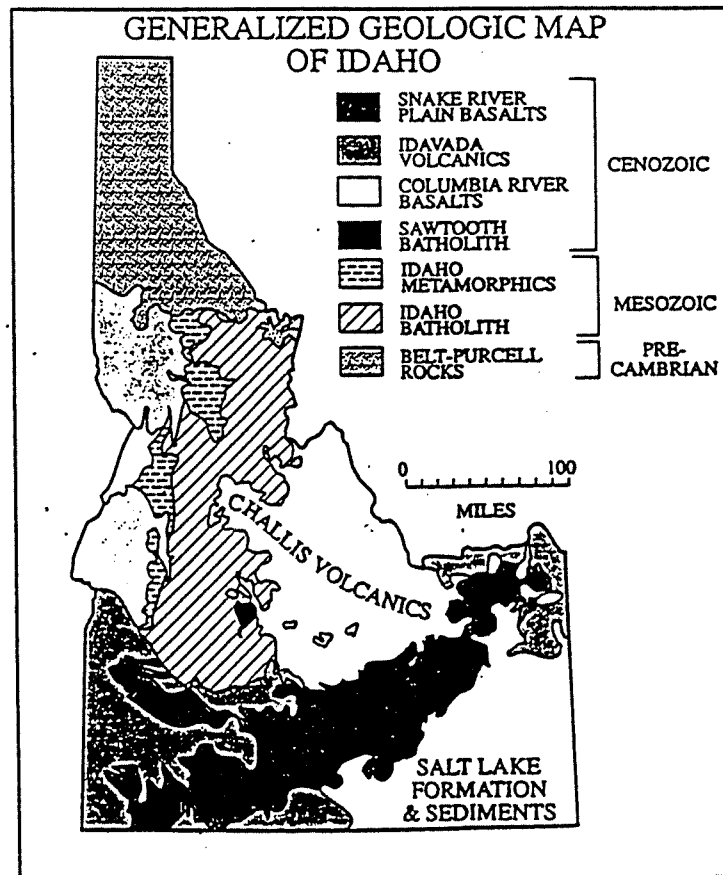 GENERALIZED GEOLOGIC MAP
OF IDAHO
SNAKE RIVER
PLAIN BASALTS
IDAVADA
VOLCANICS
COLUMBIA RIVER
BASALTS
SAWTOOTH
BATHOLITH
CENOZOIC
IDAHO
METAMORPHICS
IDAHO
BATHOLITH
MESOZOIC
BELT-PURCELL
ROCKS
PRE-
CAMBRIAN
0 100
MILES
CHALLIS VOLCANICS
SALT LAKE
FORMATION
& SEDIMENTS